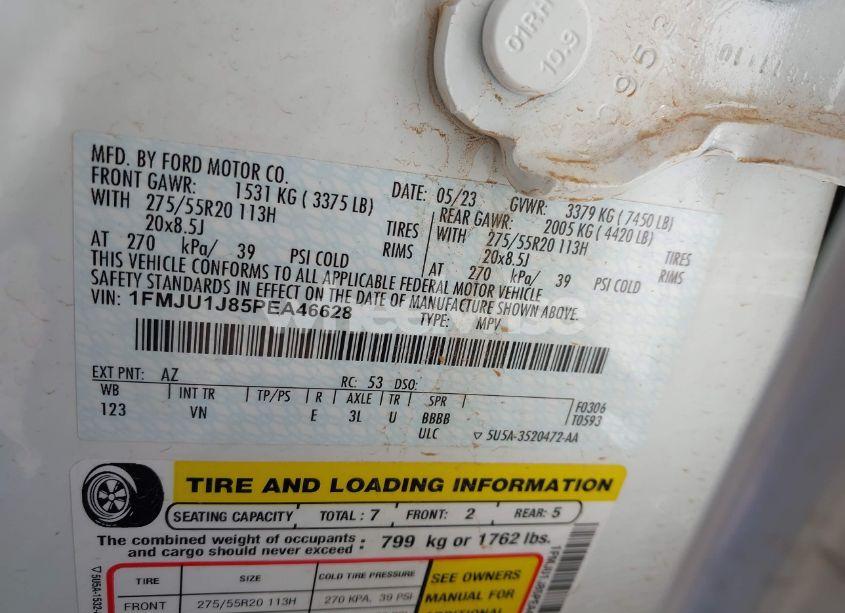 01RH
10.9
952
MFD. BY FORD MOTOR CO.
DATE: 05/23 GVWR: 3379 KG ( 7450 LB)
FRONT GAWR: 1531 KG ( 3375 LB) REAR GAWR: 2005 KG ( 4420 LB)
WITH 275/55R20 113H TIRES WITH 275/55R20 113H TIRES
20x8.5J RIMS 20x8.5J RIMS
AT 270 kPa/ 39 PSI COLD AT 270 kPa/ 39 PSI COLD
THIS VEHICLE CONFORMS TO ALL APPLICABLE FEDERAL MOTOR VEHICLE
SAFETY STANDARDS IN EFFECT ON THE DATE OF MANUFACTURE SHOWN ABOVE.
VIN: 1FMJU1J85PEA46628 TYPE: MPV
EXT PNT: AZ RC: 53 DSO:
WB INT TR TP/PS R AXLE TR SPR F0306
123 VN E 3L U BBBB T0593
ULC ▽ 5U5A-3520472-AA
TIRE AND LOADING INFORMATION
SEATING CAPACITY TOTAL : 7 FRONT: 2 REAR: 5
The combined weight of occupants
and cargo should never exceed : 799 kg or 1762 lbs.
TIRE SIZE COLD TIRE PRESSURE SEE OWNERS
MANUAL FOR
FRONT 275/55R20 113H 270 KPA, 39 PSI